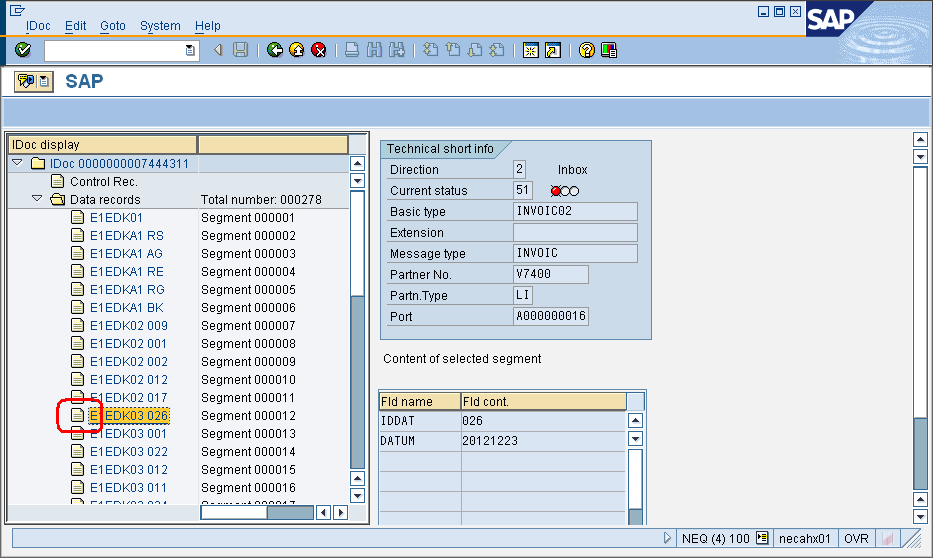 IDoc Edit Goto System Help
SAP
SAP
IDoc display
IDoc 0000000007444311
Control Rec.
Data records Total number: 000278
E1EDK01 Segment 000001
E1EDKA1 RS Segment 000002
E1EDKA1 AG Segment 000003
E1EDKA1 RE Segment 000004
E1EDKA1 RG Segment 000005
E1EDKA1 BK Segment 000006
E1EDK02 009 Segment 000007
E1EDK02 001 Segment 000008
E1EDK02 002 Segment 000009
E1EDK02 012 Segment 000010
E1EDK02 017 Segment 000011
E1EDK03 026 Segment 000012
E1EDK03 001 Segment 000013
E1EDK03 022 Segment 000014
E1EDK03 012 Segment 000015
E1EDK03 011 Segment 000016
E1EDK03 024 Segment 000017
Technical short info
Direction 2 Inbox
Current status 51
Basic type INVOIC02
Extension
Message type INVOIC
Partner No. V7400
Partn.Type LI
Port A000000016
Content of selected segment
Fld name Fld cont.
IDDAT 026
DATUM 20121223
NEQ (4) 100 necahx01 OVR